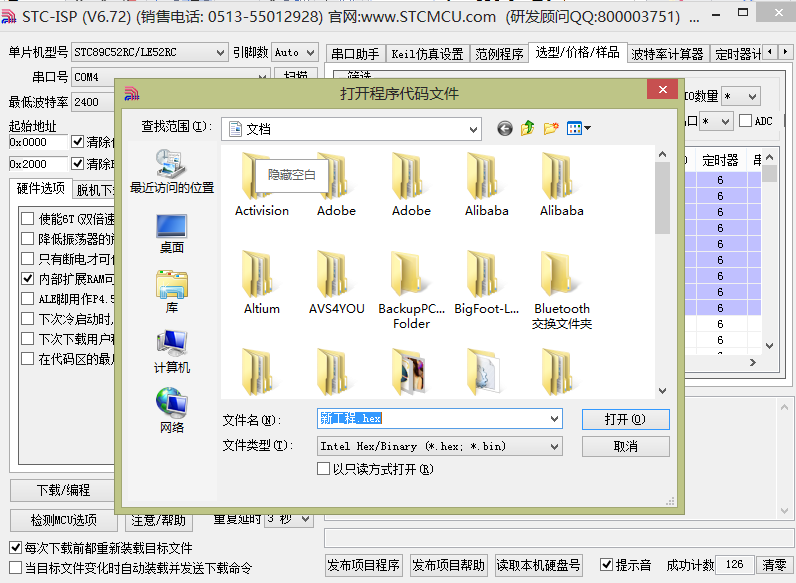 STC-ISP (V6.72) (销售电话: 0513-55012928) 官网:www.STCMCU.com (研发顾问QQ:800003751) ...
单片机型号 STC89C52RC/LE52RC 引脚数 Auto
串口助手 Keil仿真设置 范例程序 选型/价格/样品 波特率计算器 定时器计
串口号 COM4 扫描
筛选
最低波特率 2400
打开程序代码文件
IO数量 *
口 * ADC
起始地址
0x0000 清除
0x2000 清除
硬件选项 脱机下
查找范围(I): 文档
定时器
6
6
6
6
6
6
6
6
6
6
6
使能6T(双倍速
降低振荡器的
只有断电才可
内部扩展RAM可
ALE脚用作P4.5
下次冷启动时
下次下载用户
在代码区的最
最近访问的位置
桌面
库
计算机
网络
隐藏空白
Activision Adobe Adobe Alibaba Alibaba
Altium AVS4YOU BackupPC... Folder BigFoot-L... Bluetooth 交换文件夹
文件名(N): 新工程.hex 打开(O)
文件类型(T): Intel Hex/Binary (*.hex; *.bin) 取消
以只读方式打开(R)
下载/编程
检测MCU选项 注意/帮助 重复延时 3 秒
每次下载前都重新装载目标文件
当目标文件变化时自动装载并发送下载命令
发布项目程序 发布项目帮助 读取本机硬盘号 提示音 成功计数 126 清零